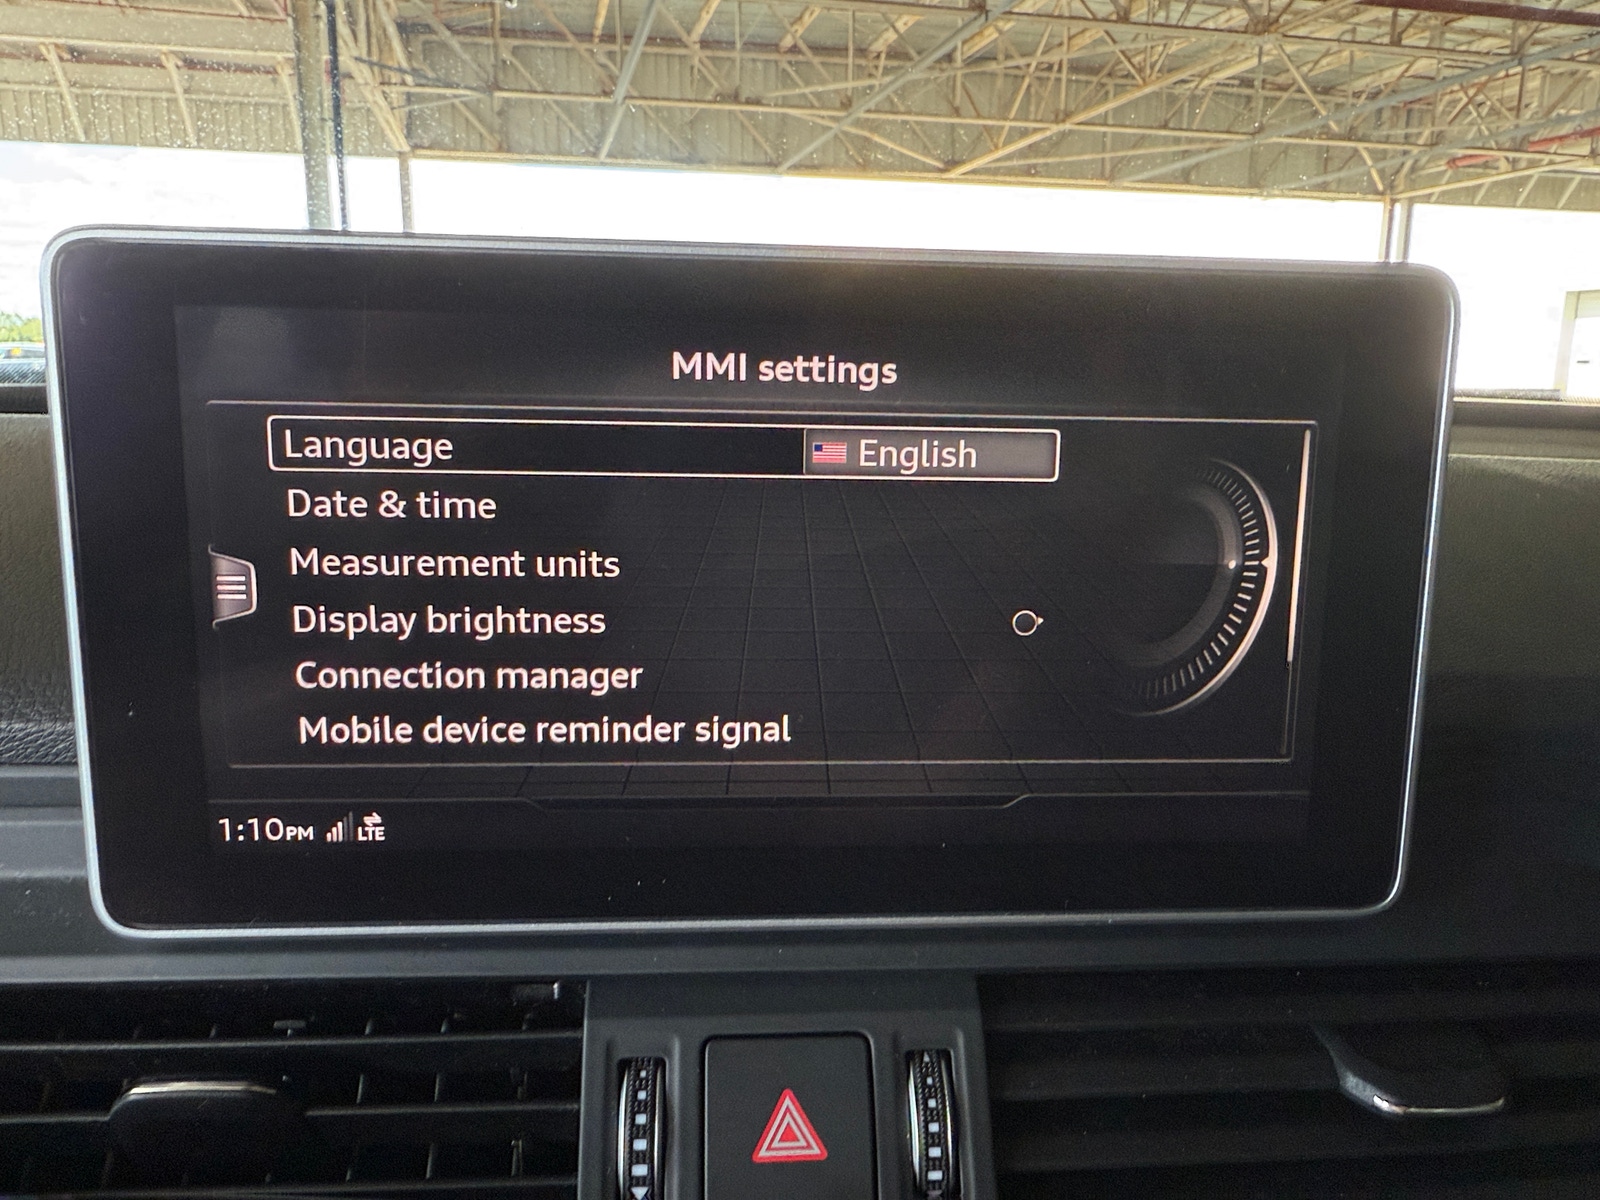 MMI settings
Language English
Date & time
Measurement units
Display brightness
Connection manager
Mobile device reminder signal
1:10PM LTE